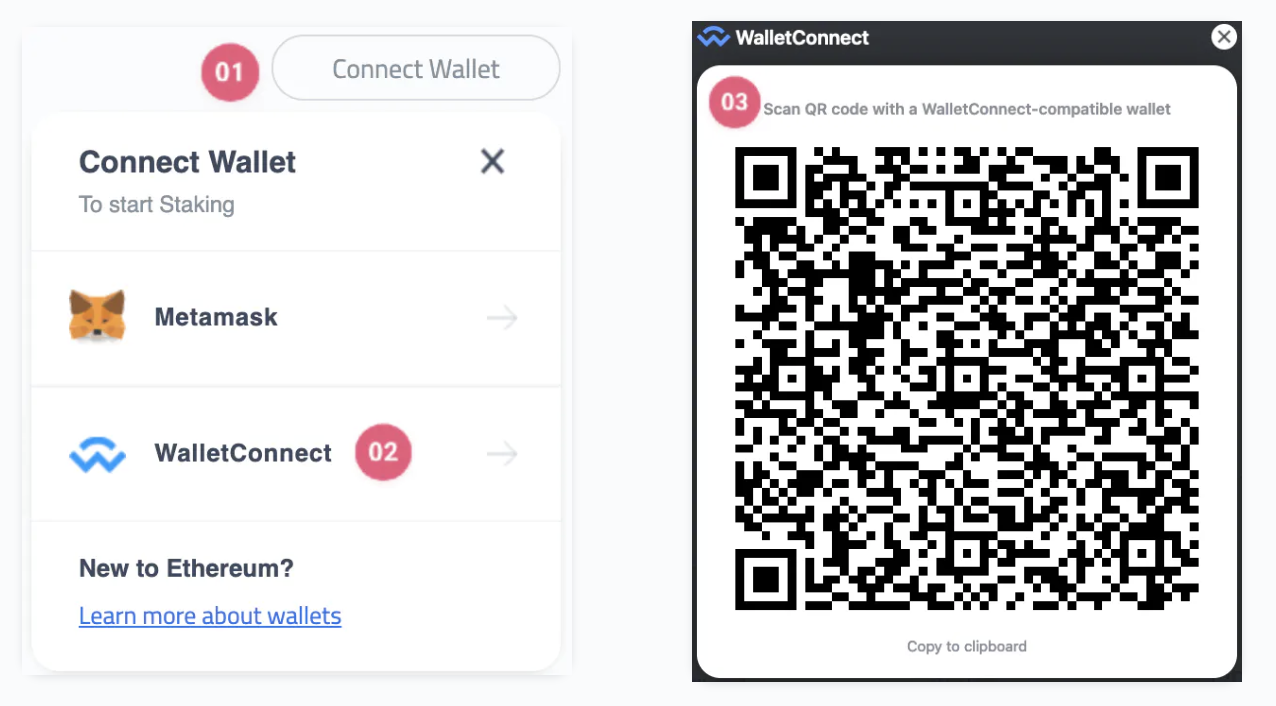 01
Connect Wallet
Connect Wallet
To start Staking
Metamask
WalletConnect 02
New to Ethereum?
Learn more about wallets
WalletConnect
03
Scan QR code with a WalletConnect-compatible wallet
Copy to clipboard